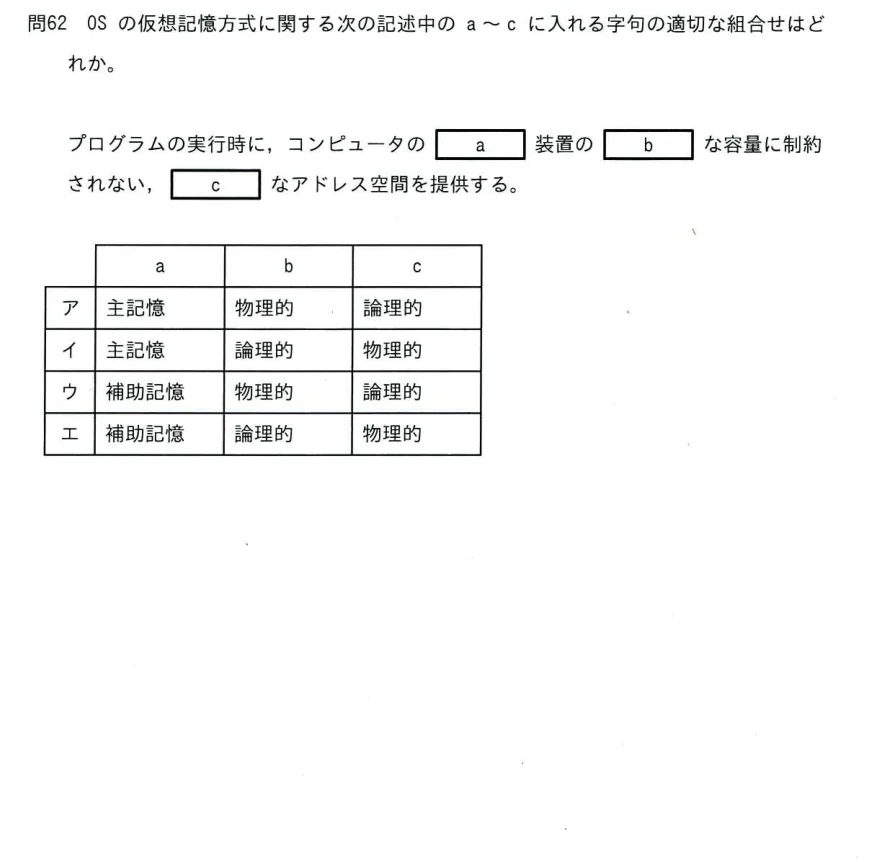 問62 OS の仮想記憶方式に関する次の記述中の a ～ c に入れる字句の適切な組合せはど
れか。
プログラムの実行時に，コンピュータの a 装置の b な容量に制約
されない， c なアドレス空間を提供する。
a b c
ア 主記憶 物理的 論理的
イ 主記憶 論理的 物理的
ウ 補助記憶 物理的 論理的
エ 補助記憶 論理的 物理的